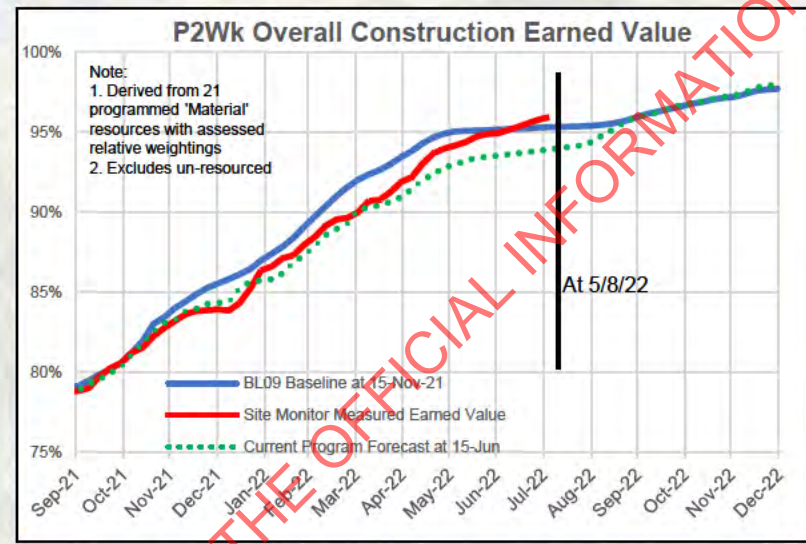 P2Wk Overall Construction Earned Value
100%
95%
90%
85%
80%
75%
Note:
1. Derived from 21
programmed 'Material'
resources with assessed
relative weightings
2. Excludes un-resourced
At 5/8/22
BL09 Baseline at 15-Nov-21
Site Monitor Measured Earned Value
Current Program Forecast at 15-Jun
Sep-21
Oct-21
Nov-21
Dec-21
Jan-22
Feb-22
Mar-22
Apr-22
May-22
Jun-22
Jul-22
Aug-22
Sep-22
Oct-22
Nov-22
Dec-22
THE OFFICIAL INFORMATION